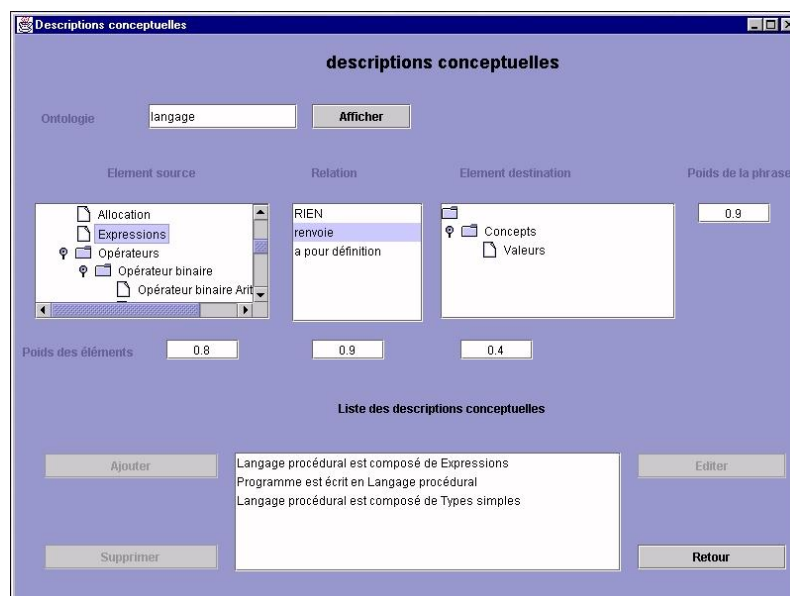 Descriptions conceptuelles
descriptions conceptuelles
Ontologie langage Afficher
Element source Relation Element destination Poids de la phrase
Allocation RIEN 0.9
Expressions renvoie Concepts
Opérateurs a pour définition Valeurs
Opérateur binaire
Opérateur binaire Arit
Poids des éléments 0.8 0.9 0.4
Liste des descriptions conceptuelles
Ajouter Langage procédural est composé de Expressions Editer
Programme est écrit en Langage procédural
Langage procédural est composé de Types simples
Supprimer Retour